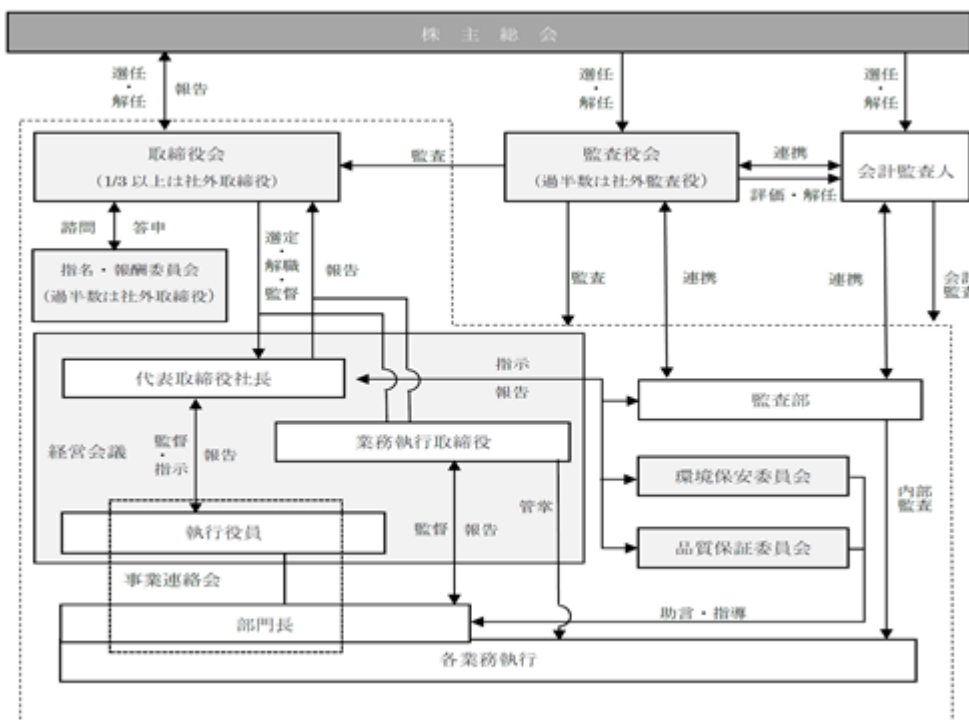 株主総会
選任
・
解任
報告
選任
・
解任
選任
・
解任
取締役会
(1/3 以上は社外取締役)
監査
監査役会
(過半数は社外監査役)
連携
評価・解任
会計監査人
諮問
答申
選定
・
解職
・
監督
報告
監査
連携
連携
会計
監査
指名・報酬委員会
(過半数は社外取締役)
代表取締役社長
指示
報告
監査部
経営会議
監督
・
指示
報告
業務執行取締役
環境保安委員会
内部
監査
執行役員
監督
報告
管掌
品質保証委員会
事業連絡会
部門長
助言・指導
各業務執行